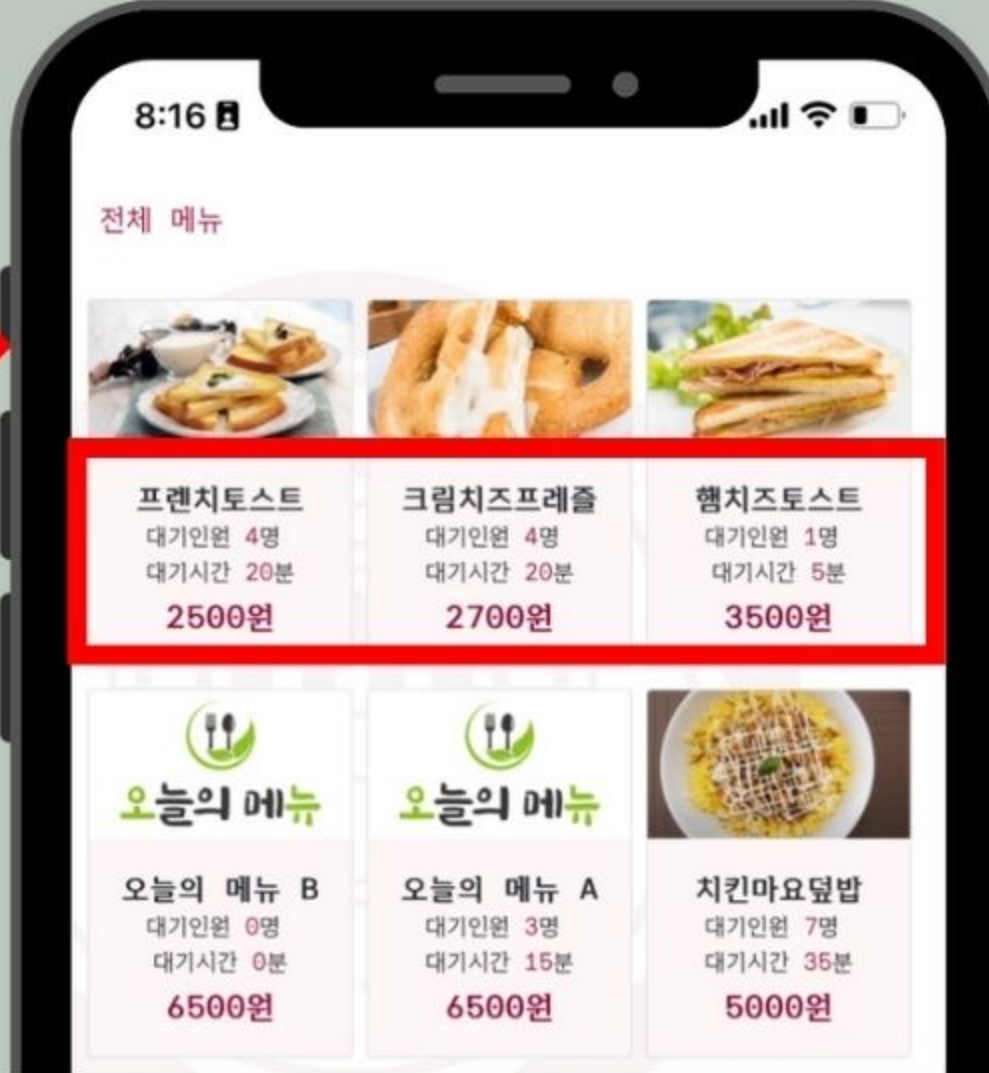 8:16
전체 메뉴
프렌치토스트
대기인원 4명
대기시간 20분
2500원
크림치즈프레즐
대기인원 4명
대기시간 20분
2700원
햄치즈토스트
대기인원 1명
대기시간 5분
3500원
오늘의 메뉴
오늘의 메뉴 B
대기인원 0명
대기시간 0분
6500원
오늘의 메뉴
오늘의 메뉴 A
대기인원 3명
대기시간 15분
6500원
치킨마요덮밥
대기인원 7명
대기시간 35분
5000원